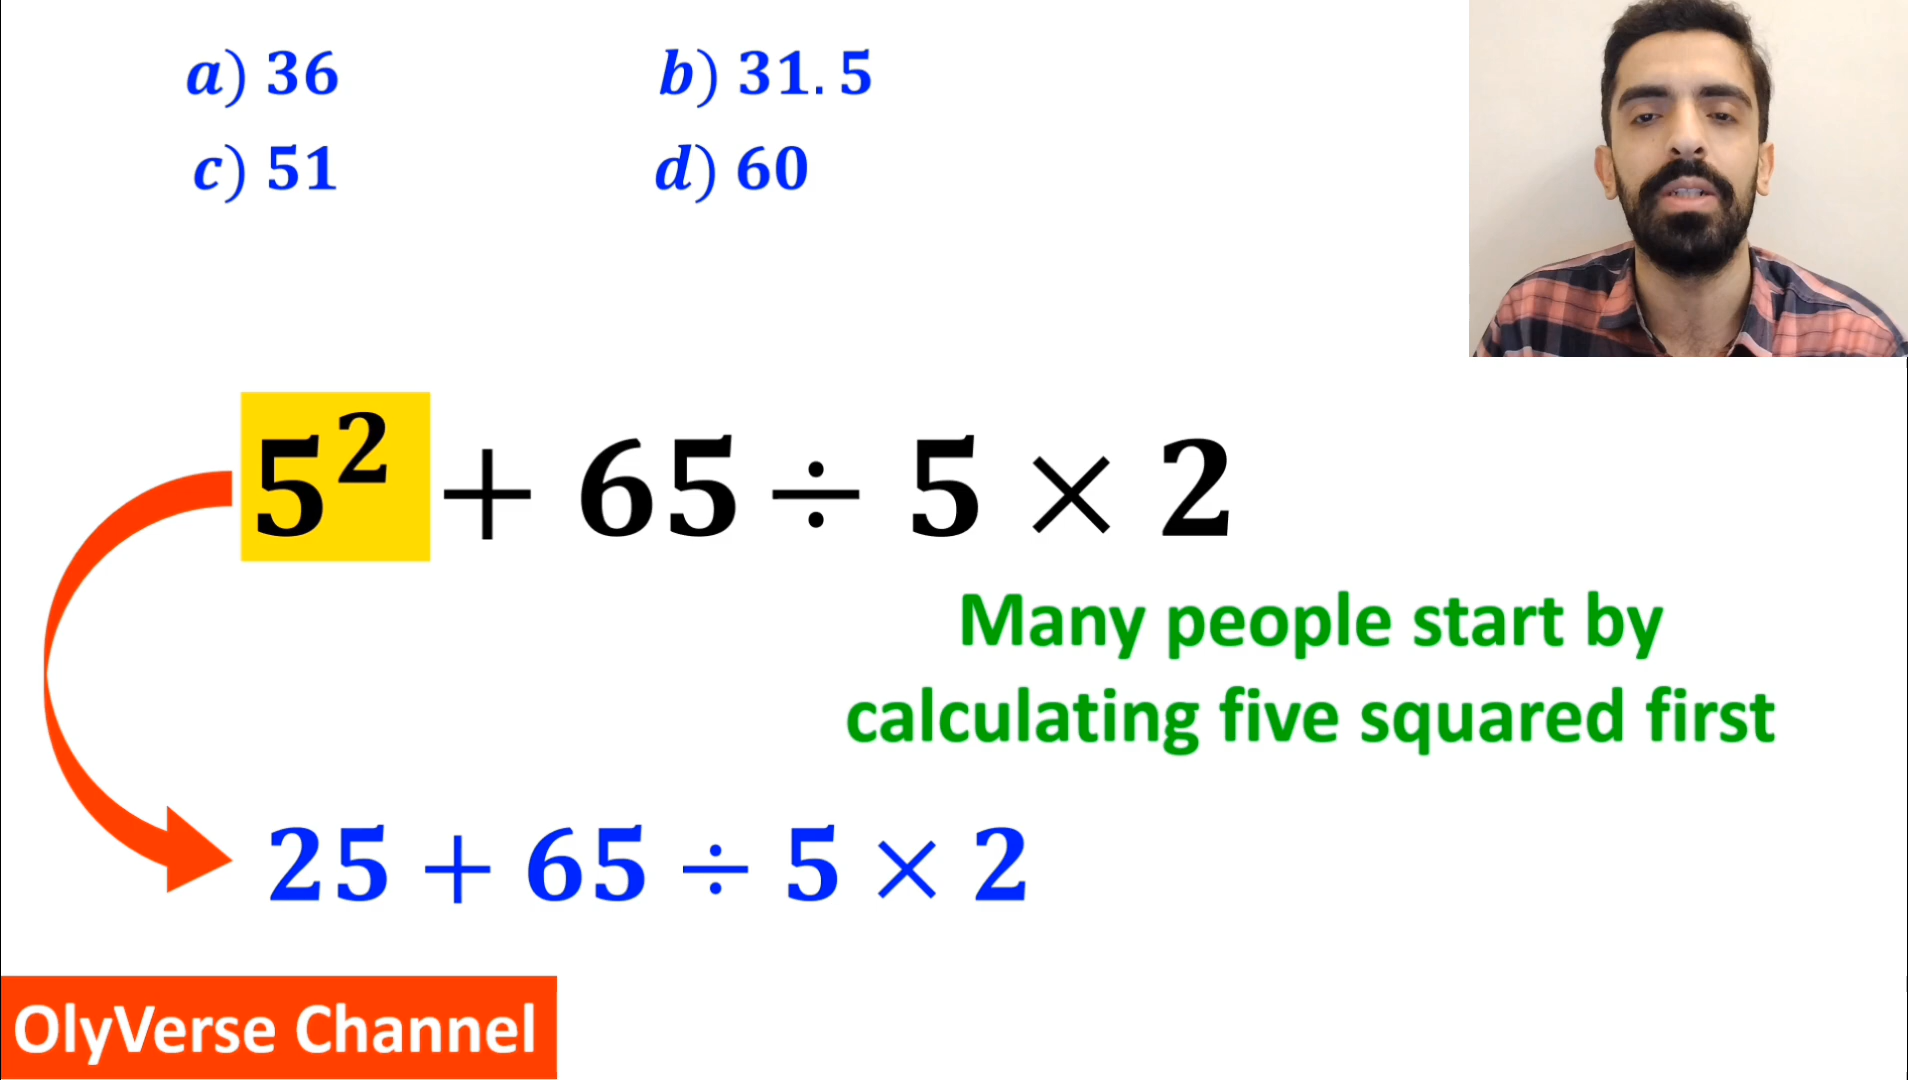 a) 36 b) 31.5
c) 51 d) 60
5² + 65 ÷ 5 × 2
Many people start by
calculating five squared first
25 + 65 ÷ 5 × 2
OlyVerse Channel